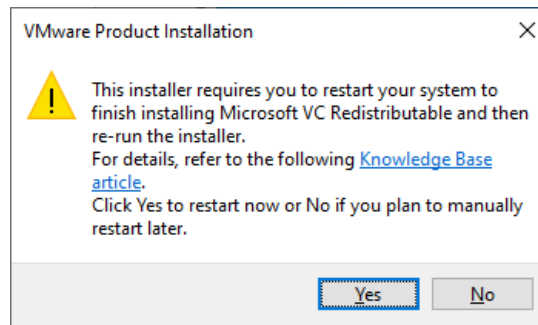 VMware Product Installation
This installer requires you to restart your system to
finish installing Microsoft VC Redistributable and then
re-run the installer.
For details, refer to the following Knowledge Base
article.
Click Yes to restart now or No if you plan to manually
restart later.
Yes
No